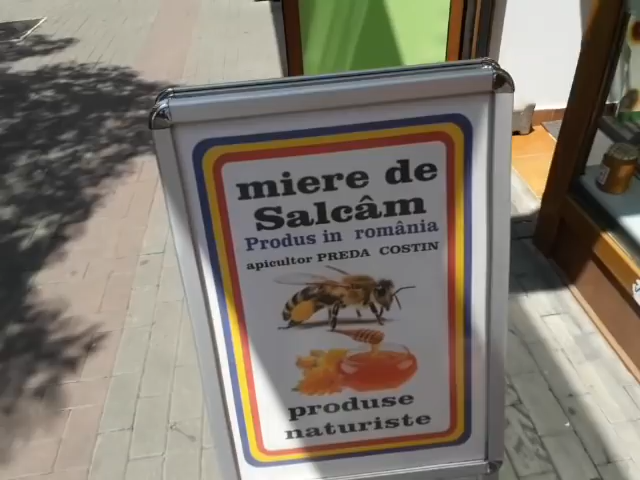 miere de
Salcâm
Produs in românia
apicultor PREDA COSTIN
produse
naturiste